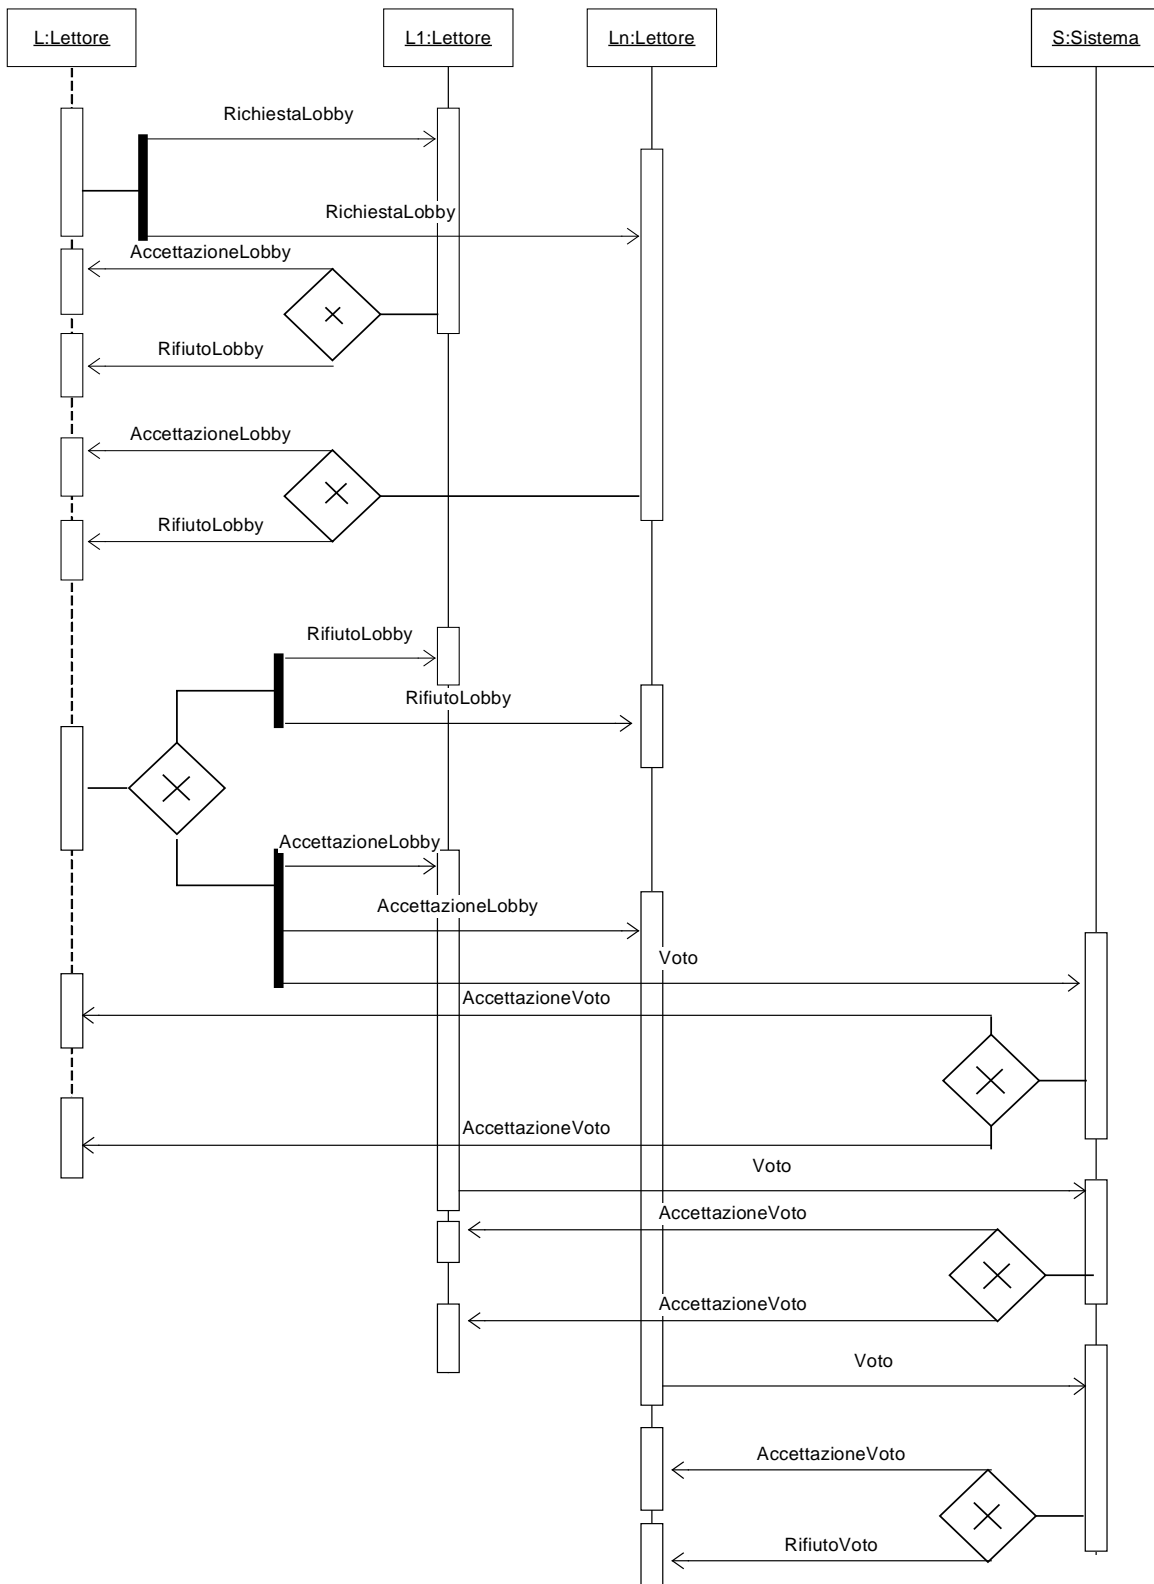 L:Lettore
L1:Lettore
Ln:Lettore
S:Sistema
RichiestaLobby
RichiestaLobby
AccettazioneLobby
RifiutoLobby
AccettazioneLobby
RifiutoLobby
RifiutoLobby
RifiutoLobby
AccettazioneLobby
AccettazioneLobby
Voto
AccettazioneVoto
AccettazioneVoto
Voto
AccettazioneVoto
AccettazioneVoto
Voto
AccettazioneVoto
RifiutoVoto